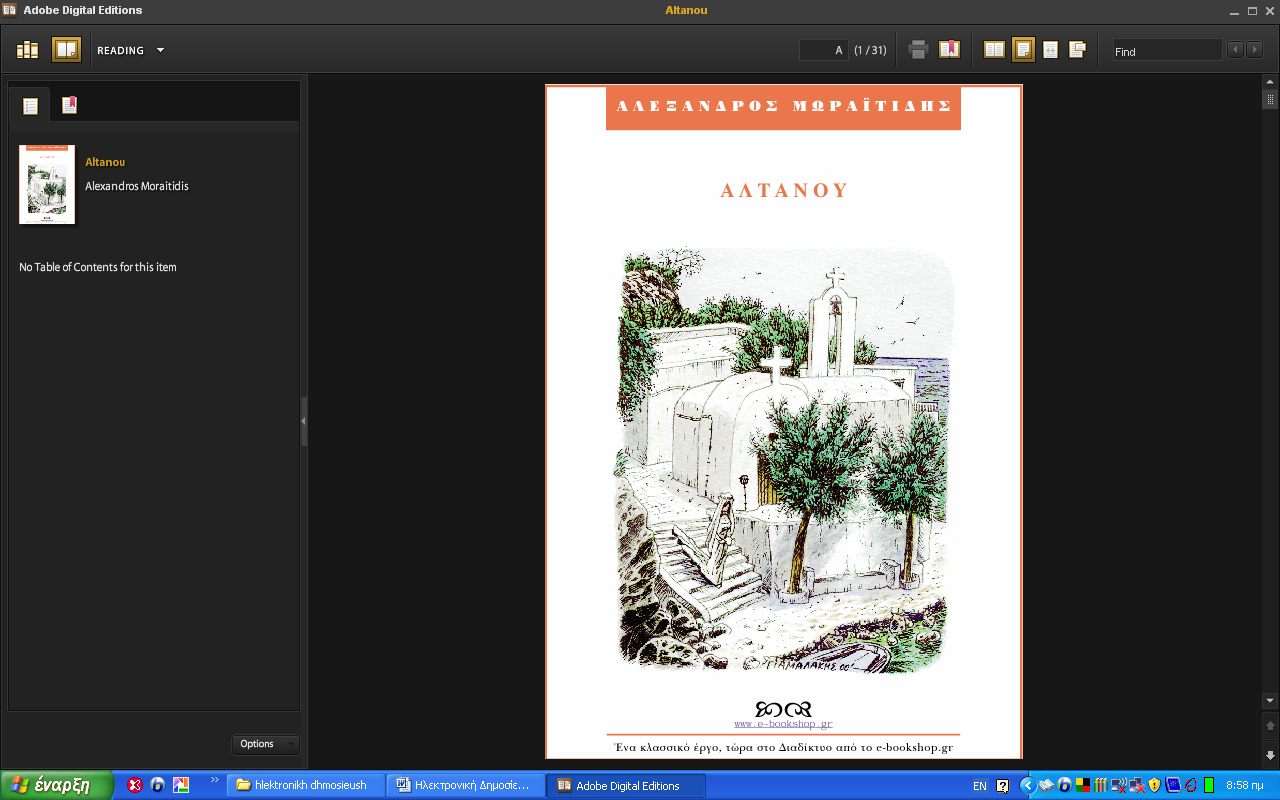 Adobe Digital Editions
Altanou
READING
A (1 / 31)
Find
Altanou
Alexandros Moraitidis
No Table of Contents for this item
Options
ΑΛΕΞΑΝΔΡΟΣ ΜΩΡΑΪΤΙΔΗΣ
ΑΛΤΑΝΟΥ
ΓΙΑΜΑΛΑΚΗΣ 00'
www.e-bookshop.gr
Ένα κλασσικό έργο, τώρα στο Διαδίκτυο από το e-bookshop.gr
έναρξη
hlektronikh dhmosieush
Ηλεκτρονική Δημοσίε...
Adobe Digital Editions
EN
8:58 πμ